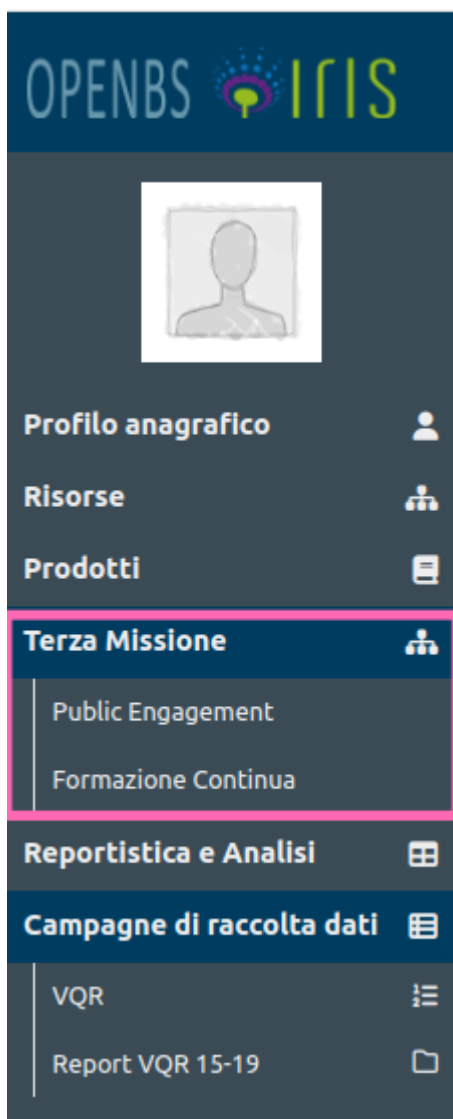 OPENBS IRIS
Profilo anagrafico
Risorse
Prodotti
Terza Missione
Public Engagement
Formazione Continua
Reportistica e Analisi
Campagne di raccolta dati
VQR
Report VQR 15-19